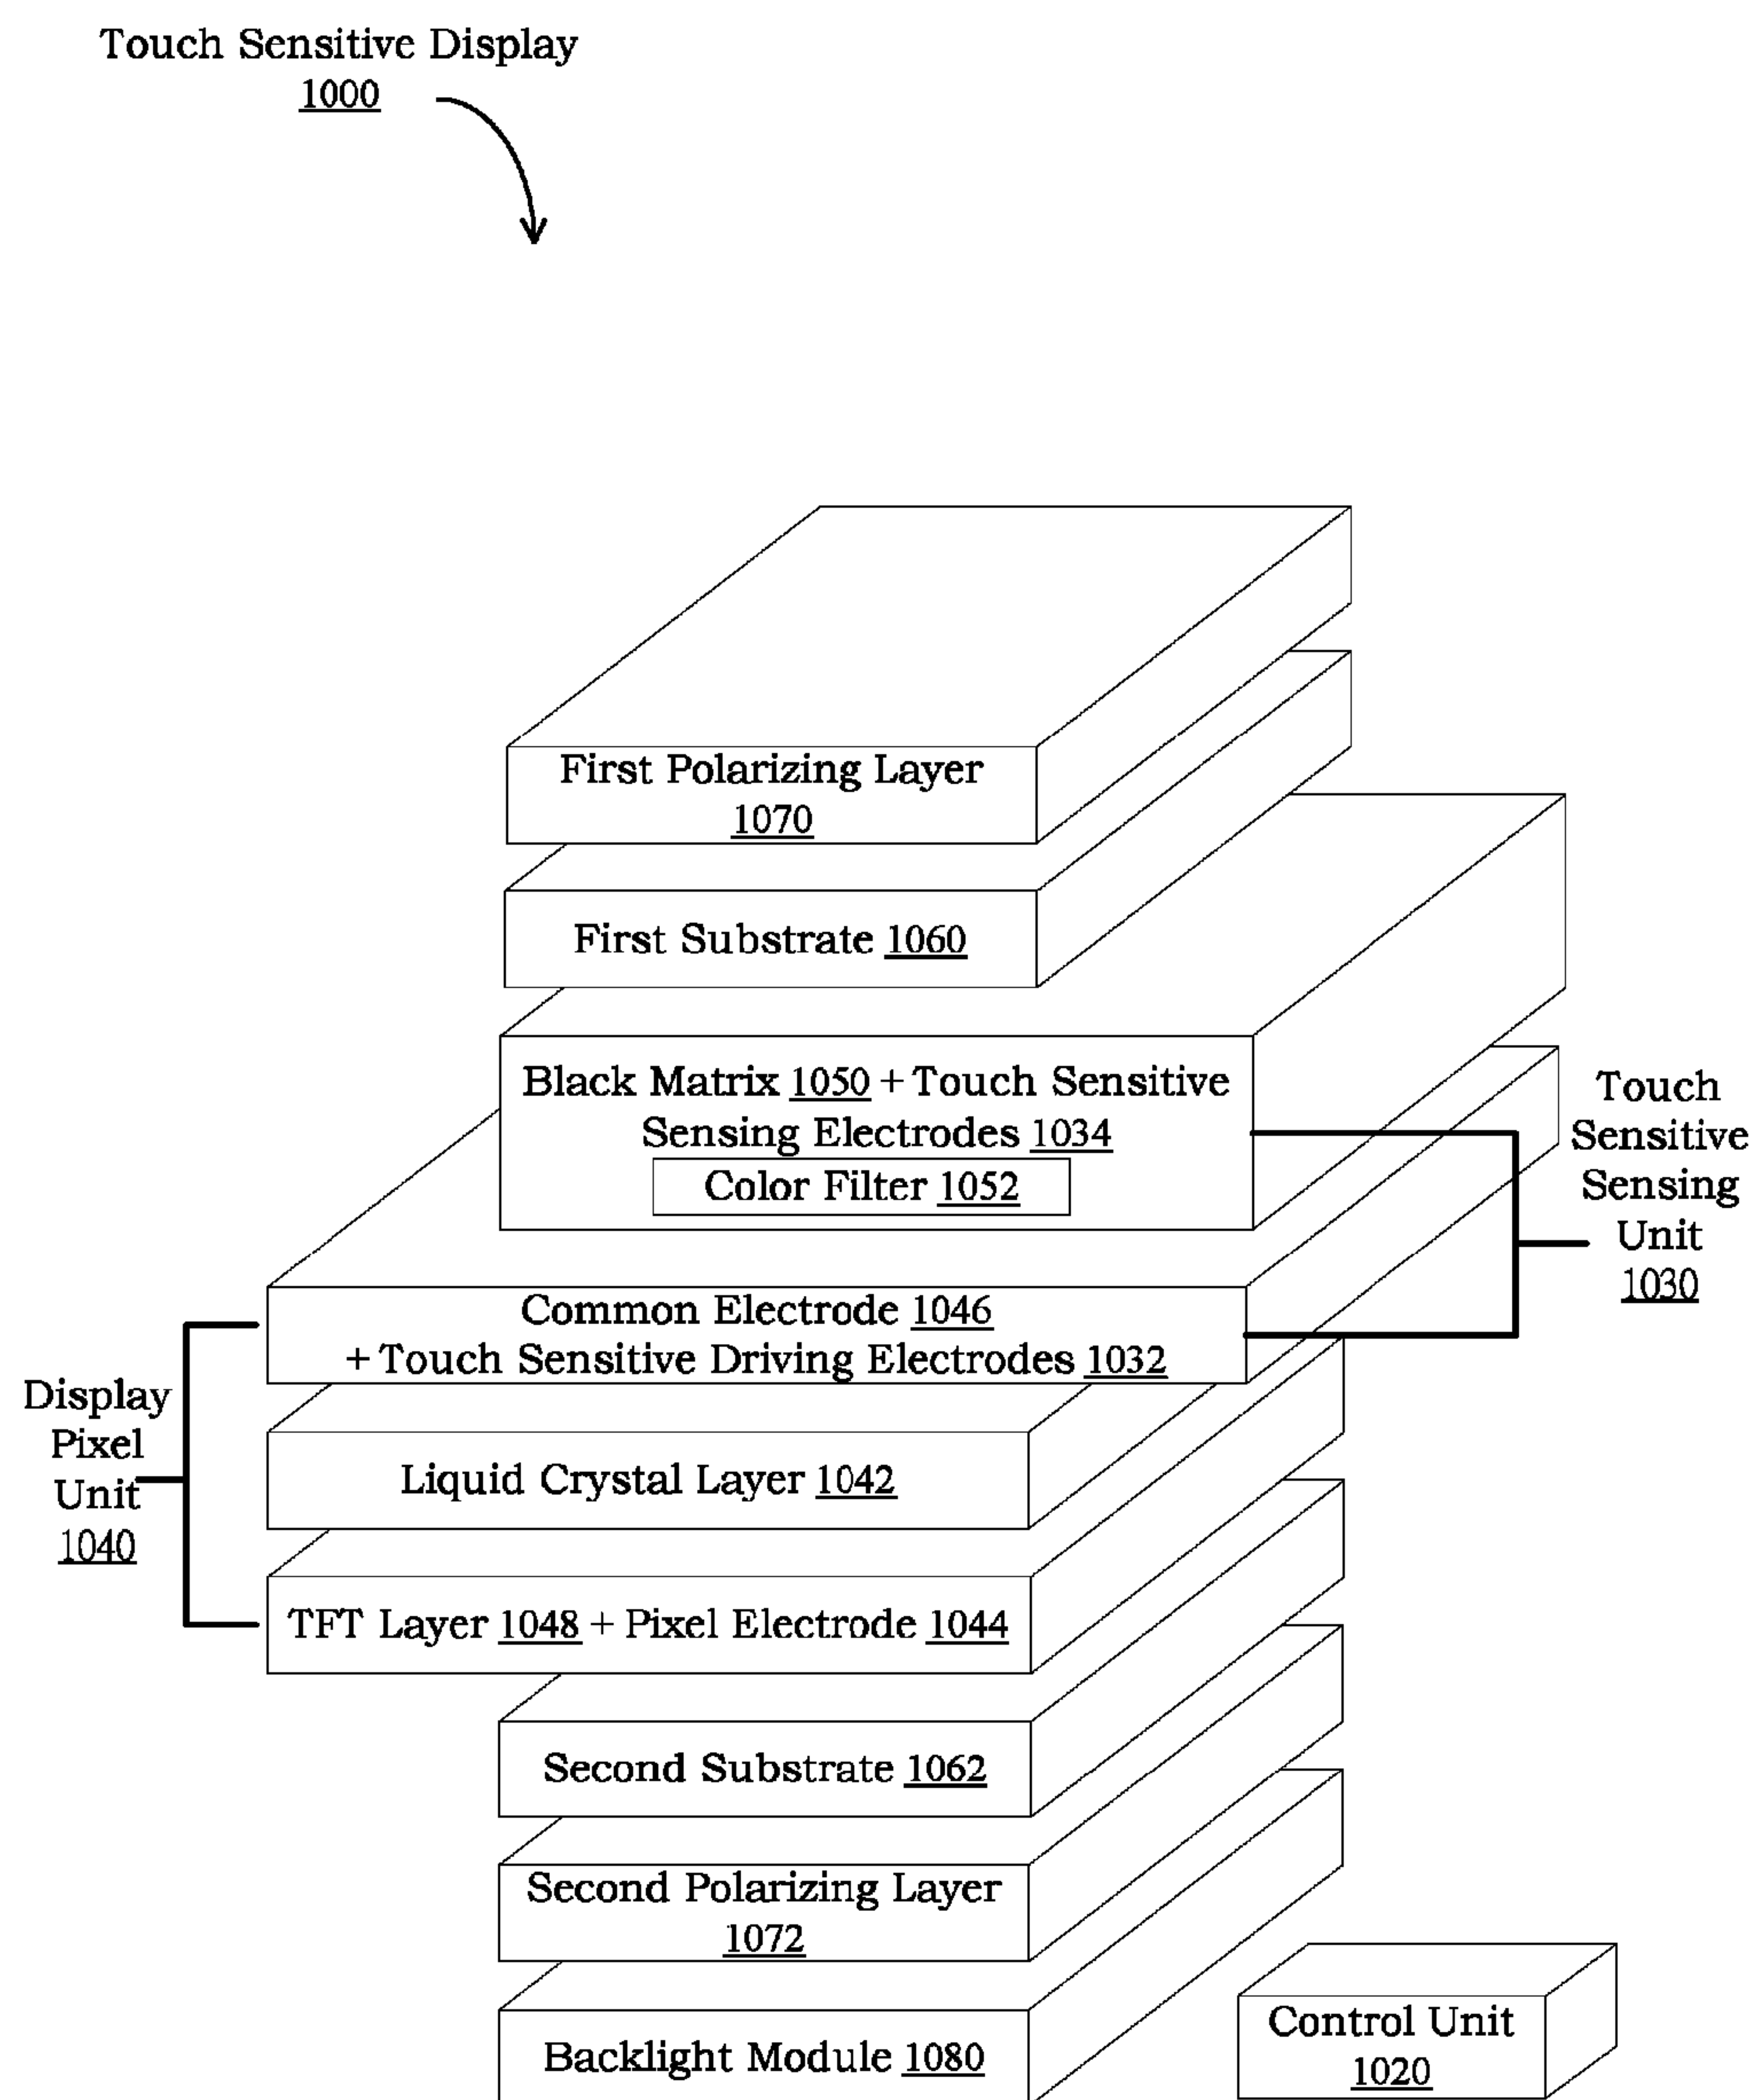 Touch Sensitive Display
1000
First Polarizing Layer
1070
First Substrate 1060
Black Matrix 1050 + Touch Sensitive
Sensing Electrodes 1034
Color Filter 1052
Touch
Sensitive
Sensing
Unit
1030
Common Electrode 1046
+ Touch Sensitive Driving Electrodes 1032
Display
Pixel
Unit
1040
Liquid Crystal Layer 1042
TFT Layer 1048 + Pixel Electrode 1044
Second Substrate 1062
Second Polarizing Layer
1072
Backlight Module 1080
Control Unit
1020